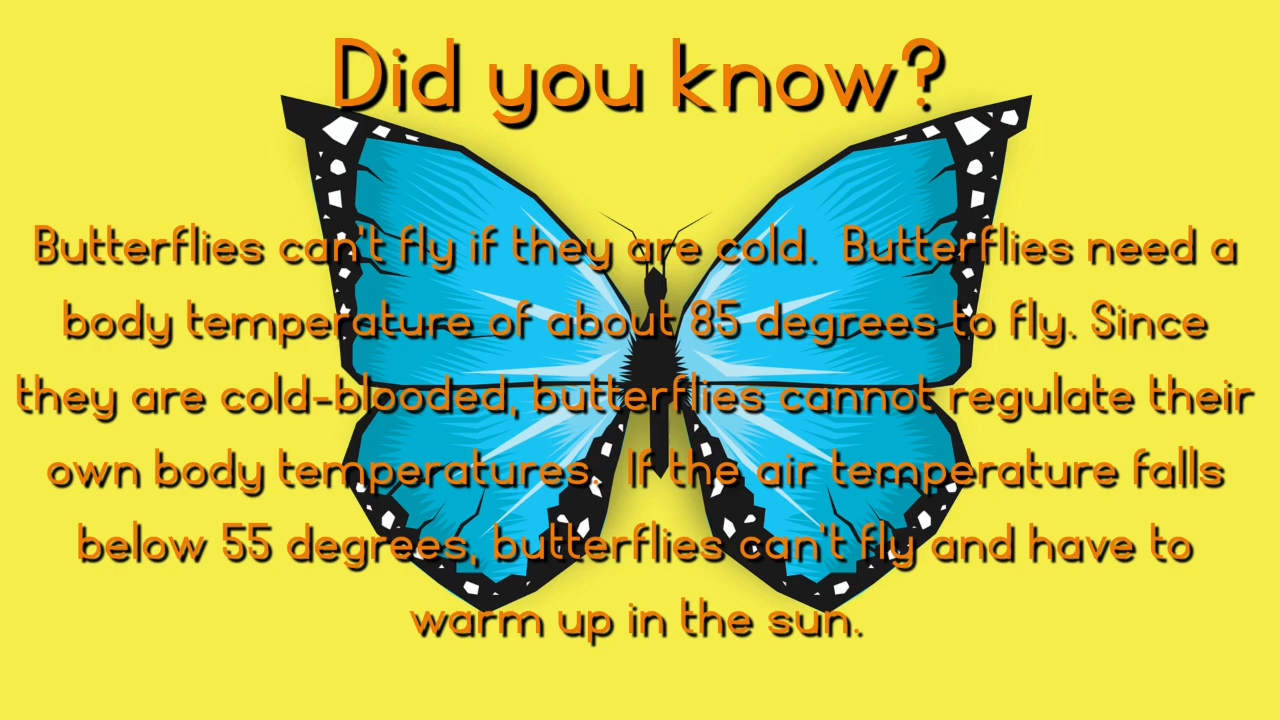 Did you know?
Butterflies can't fly if they are cold.  Butterflies need a
body temperature of about 85 degrees to fly. Since
they are cold-blooded, butterflies cannot regulate their
own body temperatures.  If the air temperature falls
below 55 degrees, butterflies can't fly and have to
warm up in the sun.